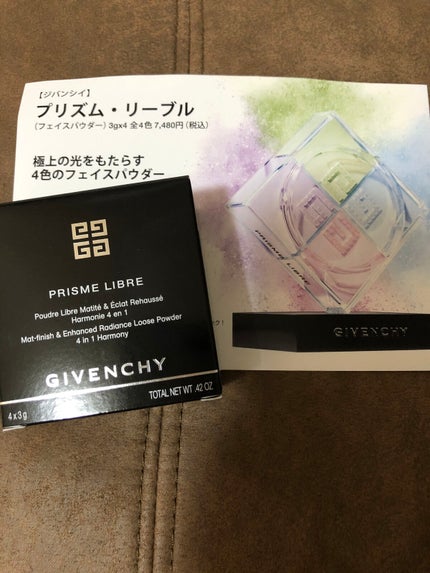 【ジバンシイ】
プリズム・リーブル
(フェイスパウダー) 3gx4 全4色 7,480円(税込)
極上の光をもたらす
4色のフェイスパウダー
PRISME LIBRE
GIVENCHY
ク!
PRISME LIBRE
Poudre Libre Matité & Éclat Rehaussé
Harmonie 4 en 1
Mat-finish & Enhanced Radiance Loose Powder
4 in 1 Harmony
GIVENCHY
TOTAL NET WT. .42 OZ
4x3g